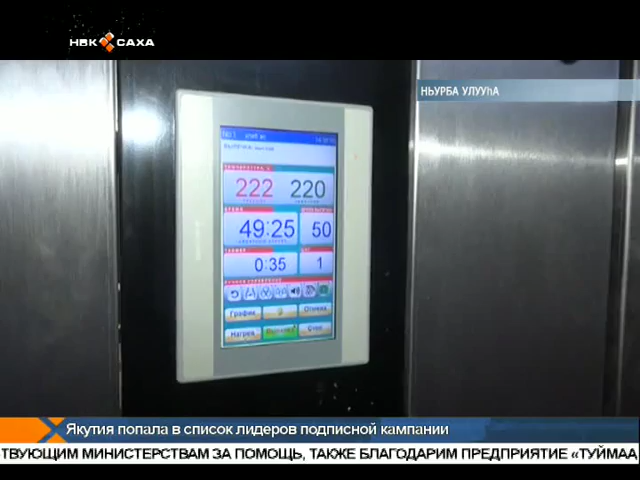 НВК САХА
НЬУРБА УЛУУҺА
222 220
49:25 50
0:35 1
График Отмена
Нагрев Стоп
Якутия попала в список лидеров подписной кампании
ТВУЮЩИМ МИНИСТЕРСТВАМ ЗА ПОМОЩЬ, ТАКЖЕ БЛАГОДАРИМ ПРЕДПРИЯТИЕ «ТУЙМАА